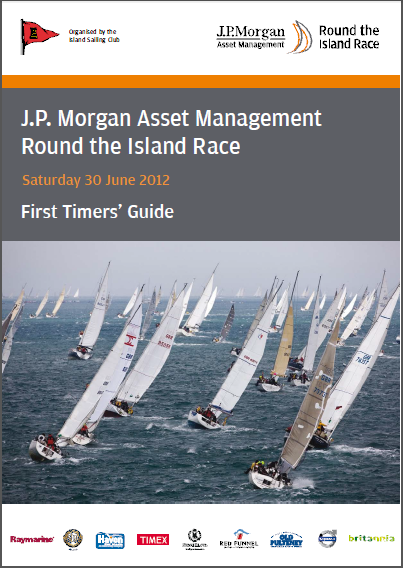 Organised by the
Island Sailing Club
J.P.Morgan
Asset Management
Round the
Island Race
J.P. Morgan Asset Management
Round the Island Race
Saturday 30 June 2012
First Timers' Guide
Raymarine
Haven
TIMEX
RED FUNNEL
OLD
PULTENEY
britannia